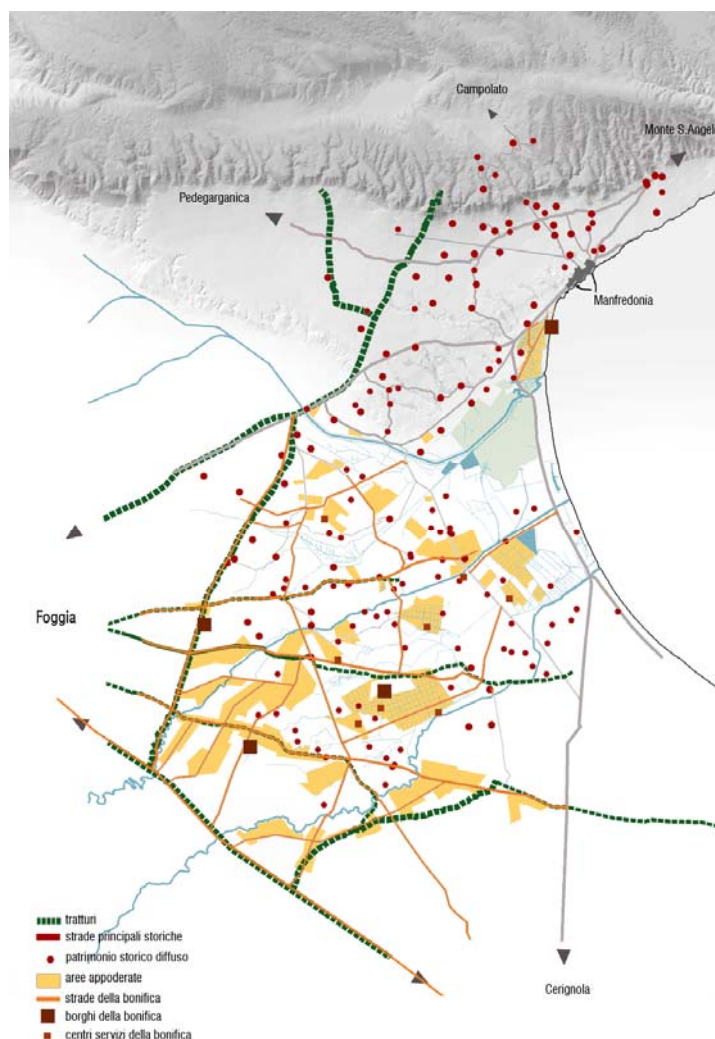 Campolato
Monte S.Angelo
Pedegarganica
Manfredonia
Foggia
tratturi
strade principali storiche
patrimonio storico diffuso
aree appoderate
strade della bonifica
borghi della bonifica
centri servizi della bonifica
Cerignola